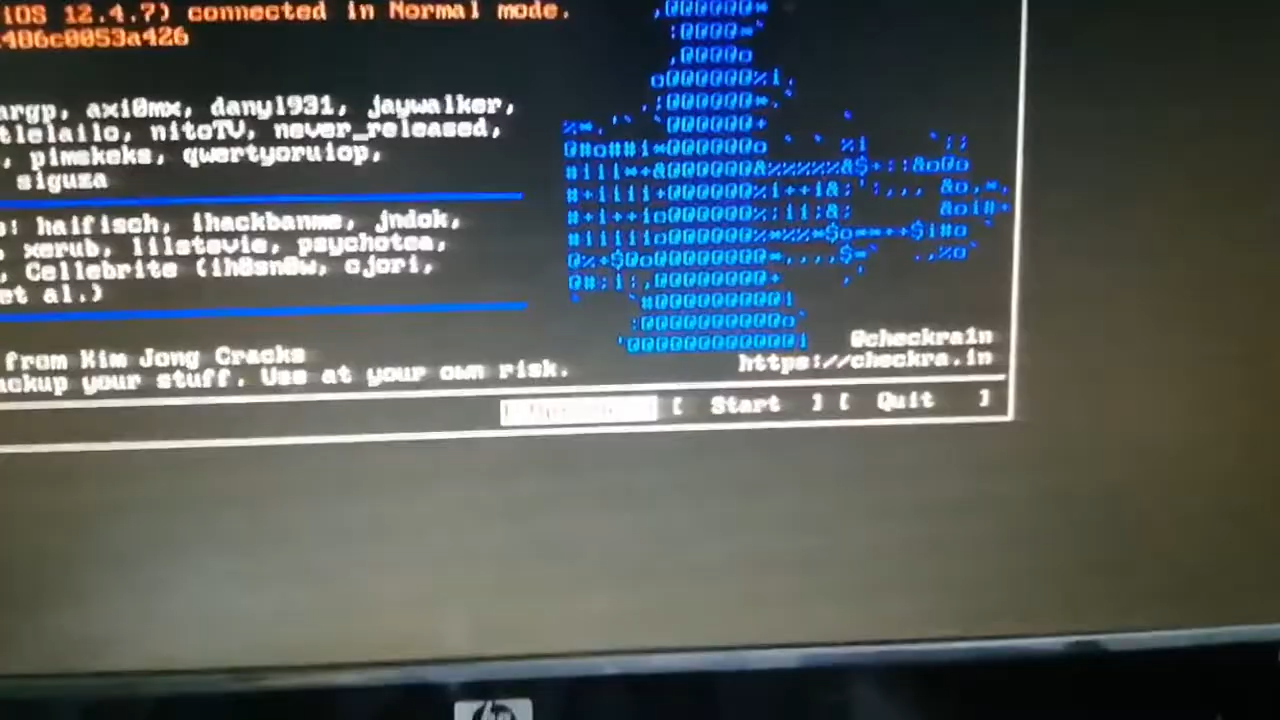 iOS 12.4.7) connected in Normal mode.
486c0053a426
argp, axi0mx, danyl931, jaywalker,
tlelailo, nitoTV, never_released,
, pimskeks, qwertyoruiop,
siguza
: haifisch, ihackbanme, jndok,
, xerub, lilstevie, psychotea,
, Cellebrite (ih8sn0w, cjori,
et al.)
from Kim Jong Cracks
ackup your stuff. Use at your own risk.
@checkra1n
https://checkra.in
[ Start ] [ Quit ]
hp